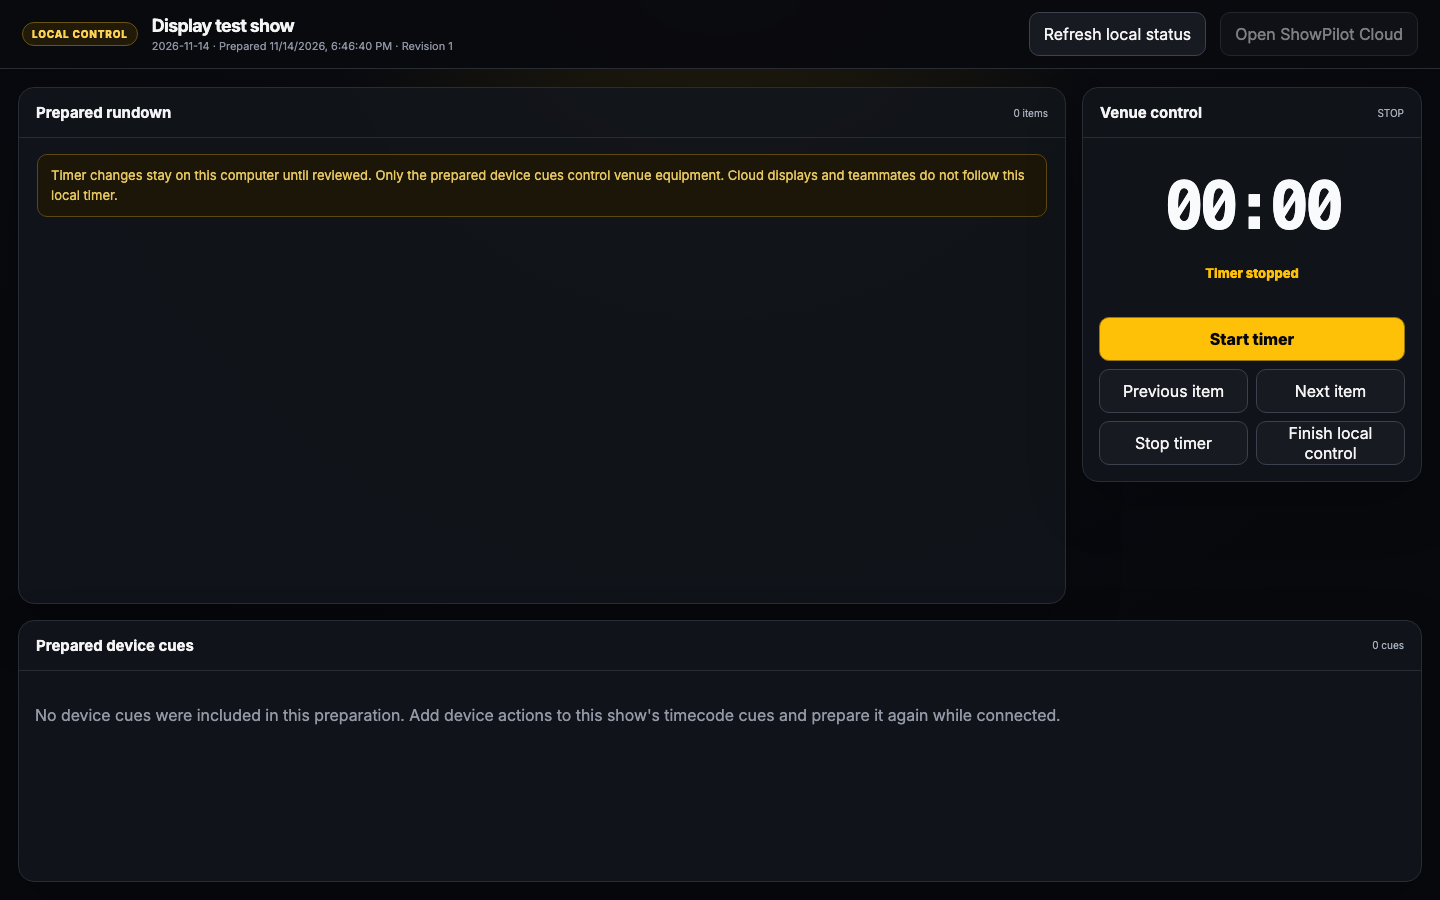 LOCAL CONTROL
Display test show
2026-11-14 · Prepared 11/14/2026, 6:46:40 PM · Revision 1
Refresh local status
Open ShowPilot Cloud
Prepared rundown
0 items
Timer changes stay on this computer until reviewed. Only the prepared device cues control venue equipment. Cloud displays and teammates do not follow this
local timer.
Venue control
STOP
00:00
Timer stopped
Start timer
Previous item
Next item
Stop timer
Finish local
control
Prepared device cues
0 cues
No device cues were included in this preparation. Add device actions to this show's timecode cues and prepare it again while connected.